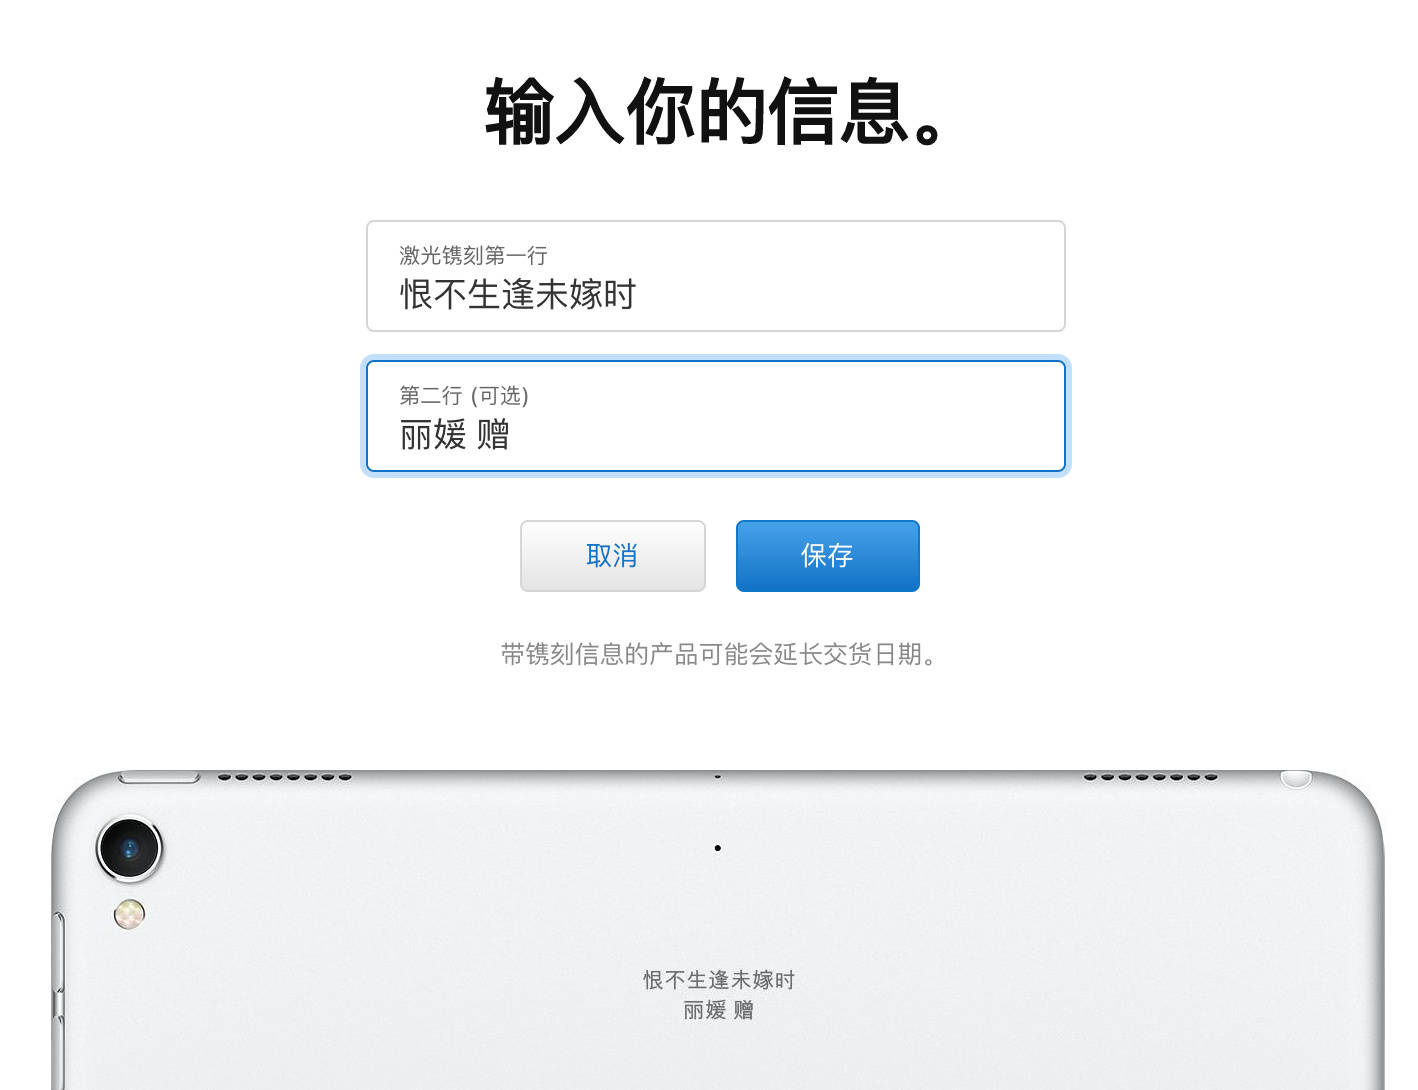 输入你的信息。
激光镌刻第一行
恨不生逢未嫁时
第二行 (可选)
丽媛 赠
取消
保存
带镌刻信息的产品可能会延长交货日期。
恨不生逢未嫁时
丽媛 赠